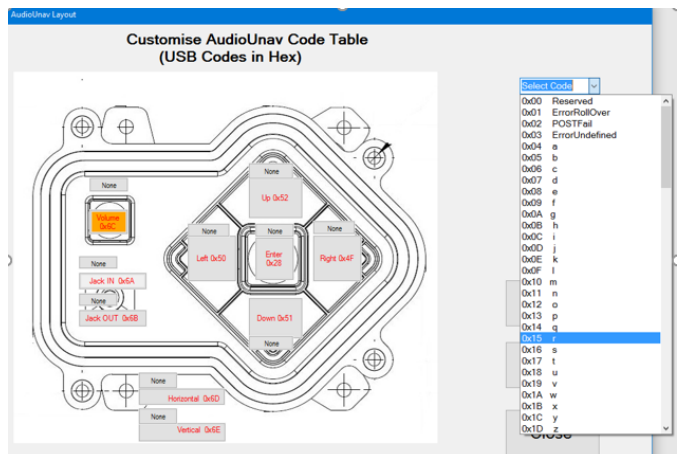 AudioUnav Layout
Customise AudioUnav Code Table
(USB Codes in Hex)
Select Code
0x00 Reserved
0x01 ErrorRollOver
0x02 POSTFail
0x03 ErrorUndefined
0x04 a
0x05 b
0x06 c
0x07 d
0x08 e
0x09 f
0x0A g
0x0B h
0x0C i
0x0D j
0x0E k
0x0F l
0x10 m
0x11 n
0x12 o
0x13 p
0x14 q
0x15 r
0x16 s
0x17 t
0x18 u
0x19 v
0x1A w
0x1B x
0x1C y
0x1D z
None
Up 0x52
None
Volume
0x6C
None
Left 0x50
None
Enter
0x28
None
Right 0x4F
None
Jack IN 0x6A
None
Jack OUT 0x6B
Down 0x51
None
None
Horizontal 0x6D
None
Vertical 0x6E
Close